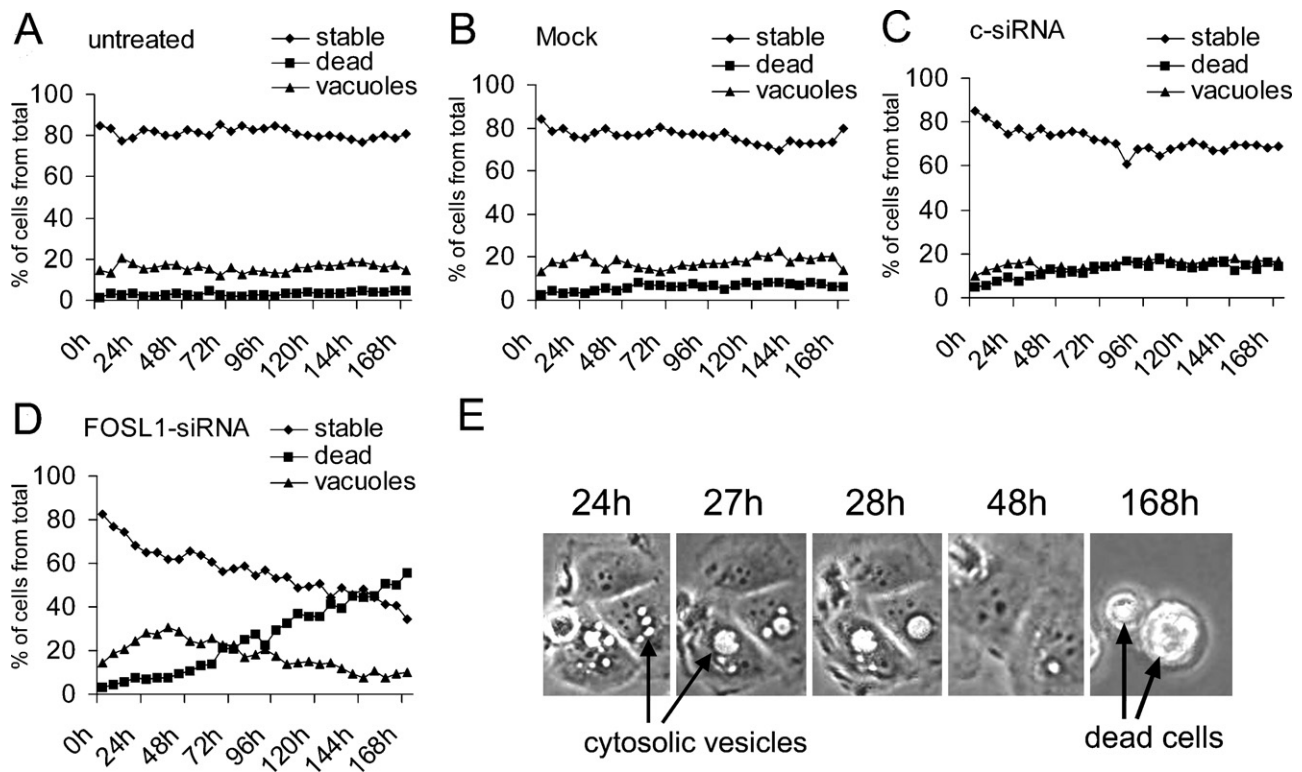 A
untreated
stable
dead
vacuoles
% of cells from total
100
80
60
40
20
0
0h
24h
48h
72h
96h
120h
144h
168h
B
Mock
stable
dead
vacuoles
% of cells from total
100
80
60
40
20
0
0h
24h
48h
72h
96h
120h
144h
168h
C
c-siRNA
stable
dead
vacuoles
% of cells from total
100
80
60
40
20
0
0h
24h
48h
72h
96h
120h
144h
168h
D
FOSL1-siRNA
stable
dead
vacuoles
% of cells from total
100
80
60
40
20
0
0h
24h
48h
72h
96h
120h
144h
168h
E
24h
27h
28h
48h
168h
cytosolic vesicles
dead cells